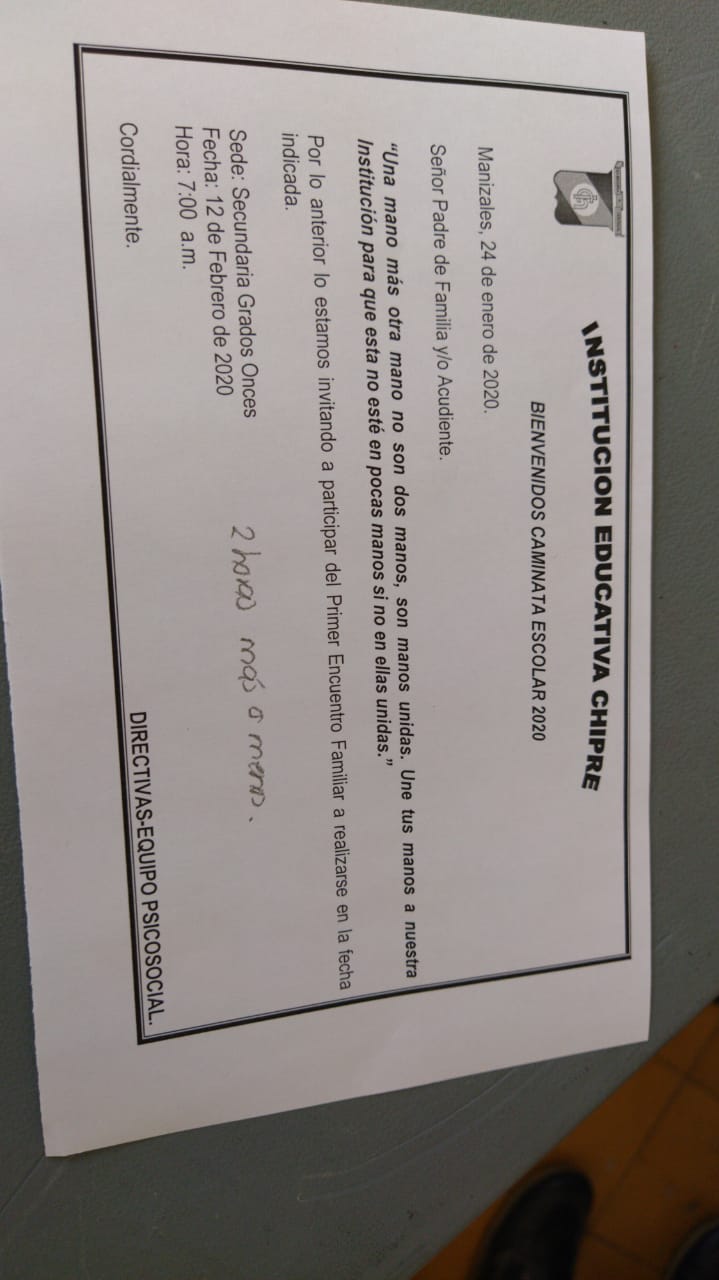 INSTITUCION EDUCATIVA CHIPRE
BIENVENIDOS CAMINATA ESCOLAR 2020
Manizales, 24 de enero de 2020.
Señor Padre de Familia y/o Acudiente.
“Una mano más otra mano no son dos manos, son manos unidas. Une tus manos a nuestra
Institución para que esta no esté en pocas manos si no en ellas unidas.”
Por lo anterior lo estamos invitando a participar del Primer Encuentro Familiar a realizarse en la fecha
indicada.
Sede: Secundaria Grados Onces
Fecha: 12 de Febrero de 2020
Hora: 7:00 a.m.
2 horas más o menos.
Cordialmente.
DIRECTIVAS-EQUIPO PSICOSOCIAL.